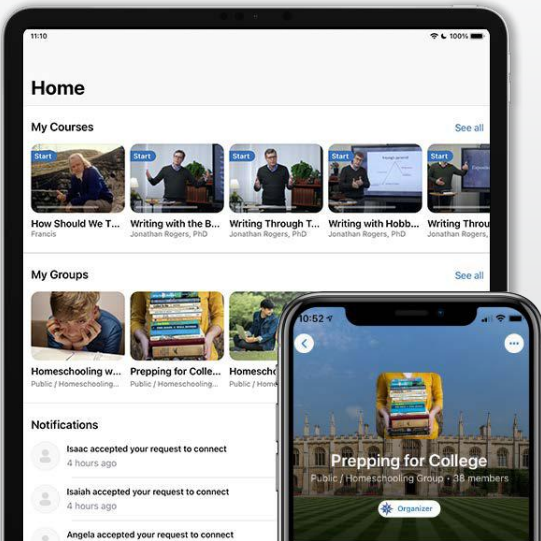 11:10
100%
Home
My Courses
See all
Start
Start
Start
Start
Start
How Should We T...
Writing with the B...
Writing Through T...
Writing with Hobb...
Writing Throu
Francis
Jonathan Rogers, PhD
Jonathan Rogers, PhD
Jonathan Rogers, PhD
Jonathan Rogers,
My Groups
See all
Homeschooling w...
Prepping for Colle...
Homescho
Public / Homeschooling...
Public / Homeschooling...
Public / Home
Notifications
Isaac accepted your request to connect
4 hours ago
Isaiah accepted your request to connect
4 hours ago
Angela accepted your request to connect
10:52
Prepping for College
Public / Homeschooling Group • 38 members
Organizer